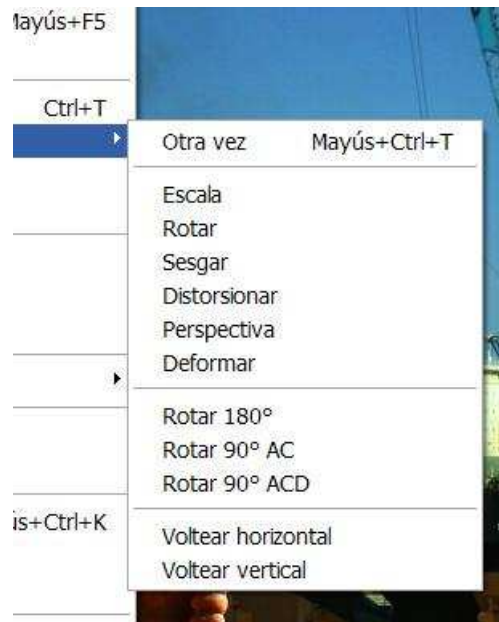 Mayús+F5
Ctrl+T
Otra vez Mayús+Ctrl+T
Escala
Rotar
Sesgar
Distorsionar
Perspectiva
Deformar
Rotar 180°
Rotar 90° AC
Rotar 90° ACD
ús+Ctrl+K
Voltear horizontal
Voltear vertical